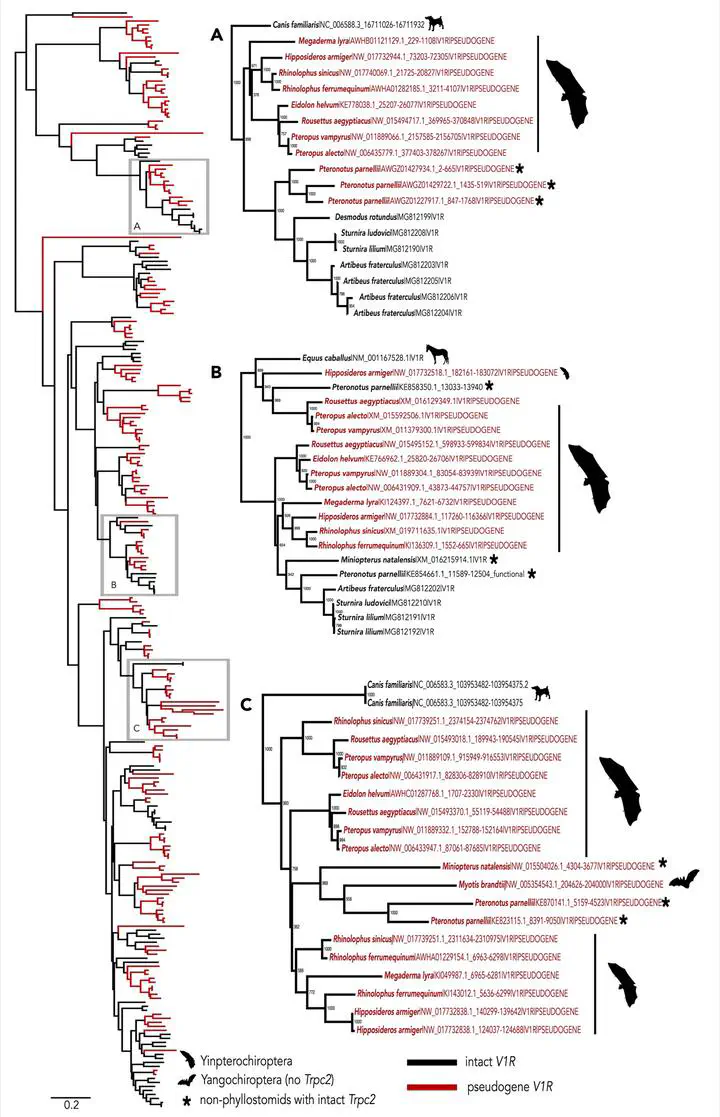 A
Canis familiaris|NC_006588.3_16711026-16711932
Megaderma lyra|AWHB01121129.1_229-1108|V1R|PSEUDOGENE
Hipposideros armiger|NW_017732944.1_73203-72305|V1R|PSEUDOGENE
Rhinolophus sinicus|NW_017740069.1_21725-20827|V1R|PSEUDOGENE
Rhinolophus ferrumequinum|AWHA01282185.1_3211-4107|V1R|PSEUDOGENE
Eidolon helvum|KE778038.1_25207-26077|V1R|PSEUDOGENE
Rousettus aegyptiacus|NW_015494717.1_369965-370848|V1R|PSEUDOGENE
Pteropus vampyrus|NW_011889066.1_2157585-2156705|V1R|PSEUDOGENE
Pteropus alecto|NW_006435779.1_377403-378267|V1R|PSEUDOGENE
Pteronotus parnellii|AWGZ01427934.1_2-665|V1R|PSEUDOGENE*
Pteronotus parnellii|AWGZ01429722.1_1435-519|V1R|PSEUDOGENE*
Pteronotus parnellii|AWGZ01227917.1_847-1768|V1R|PSEUDOGENE*
Desmodus rotundus|MG812199|V1R
Sturnira ludovici|MG812208|V1R
Sturnira lilium|MG812190|V1R
Artibeus fraterculus|MG812203|V1R
Artibeus fraterculus|MG812205|V1R
Artibeus fraterculus|MG812206|V1R
Artibeus fraterculus|MG812204|V1R
A
B
Equus caballus|NM_001167528.1|V1R
Hipposideros armiger|NW_017732518.1_182161-183072|V1R|PSEUDOGENE
Pteronotus parnellii|KE858350.1_13033-13940*
Rousettus aegyptiacus|XM_016129349.1|V1R|PSEUDOGENE
Pteropus alecto|XM_015592506.1|V1R|PSEUDOGENE
Pteropus vampyrus|XM_011379300.1|V1R|PSEUDOGENE
Rousettus aegyptiacus|NW_015495152.1_598933-599834|V1R|PSEUDOGENE
Eidolon helvum|KE766962.1_25820-26706|V1R|PSEUDOGENE
Pteropus vampyrus|NW_011889304.1_83054-83939|V1R|PSEUDOGENE
Pteropus alecto|NW_006431909.1_43873-44757|V1R|PSEUDOGENE
Megaderma lyra|KI124397.1_7621-6732|V1R|PSEUDOGENE
Hipposideros armiger|NW_017732884.1_117260-116366|V1R|PSEUDOGENE
Rhinolophus sinicus|XM_019711635.1|V1R|PSEUDOGENE
Rhinolophus ferrumequinum|KI136309.1_1552-665|V1R|PSEUDOGENE
Miniopterus natalensis|XM_016215914.1|V1R*
Pteronotus parnellii|KE854661.1_11589-12504_functional*
Artibeus fraterculus|MG812202|V1R
Sturnira ludovici|MG812210|V1R
Sturnira lilium|MG812191|V1R
Sturnira lilium|MG812192|V1R
B
C
Canis familiaris|NC_006583.3_103953482-103954375.2
Canis familiaris|NC_006583.3_103953482-103954375
Rhinolophus sinicus|NW_017739251.1_2374154-2374762|V1R|PSEUDOGENE
Rousettus aegyptiacus|NW_015493018.1_189943-190545|V1R|PSEUDOGENE
Pteropus vampyrus|NW_011889109.1_915949-916553|V1R|PSEUDOGENE
Pteropus alecto|NW_006431917.1_828306-828910|V1R|PSEUDOGENE
Eidolon helvum|AWHC01287768.1_1707-2330|V1R|PSEUDOGENE
Rousettus aegyptiacus|NW_015493370.1_55119-54488|V1R|PSEUDOGENE
Pteropus vampyrus|NW_011889332.1_152788-152164|V1R|PSEUDOGENE
Pteropus alecto|NW_006433947.1_87061-87685|V1R|PSEUDOGENE
Miniopterus natalensis|NW_015504026.1_4304-3677|V1R|PSEUDOGENE *
Myotis brandtii|NW_005354543.1_204626-204000|V1R|PSEUDOGENE
Pteronotus parnellii|KE870141.1_5159-4523|V1R|PSEUDOGENE*
Pteronotus parnellii|KE823115.1_8391-9050|V1R|PSEUDOGENE*
Rhinolophus sinicus|NW_017739251.1_2311634-2310975|V1R|PSEUDOGENE
Rhinolophus ferrumequinum|AWHA01229154.1_6963-6298|V1R|PSEUDOGENE
Megaderma lyra|KI049987.1_6965-6281|V1R|PSEUDOGENE
Rhinolophus ferrumequinum|KI143012.1_5636-6299|V1R|PSEUDOGENE
Hipposideros armiger|NW_017732838.1_140299-139642|V1R|PSEUDOGENE
Hipposideros armiger|NW_017732838.1_124037-124688|V1R|PSEUDOGENE
C
Yinpterochiroptera
Yangochiroptera (no Trpc2)
* non-phyllostomids with intact Trpc2
intact V1R
pseudogene V1R
0.2